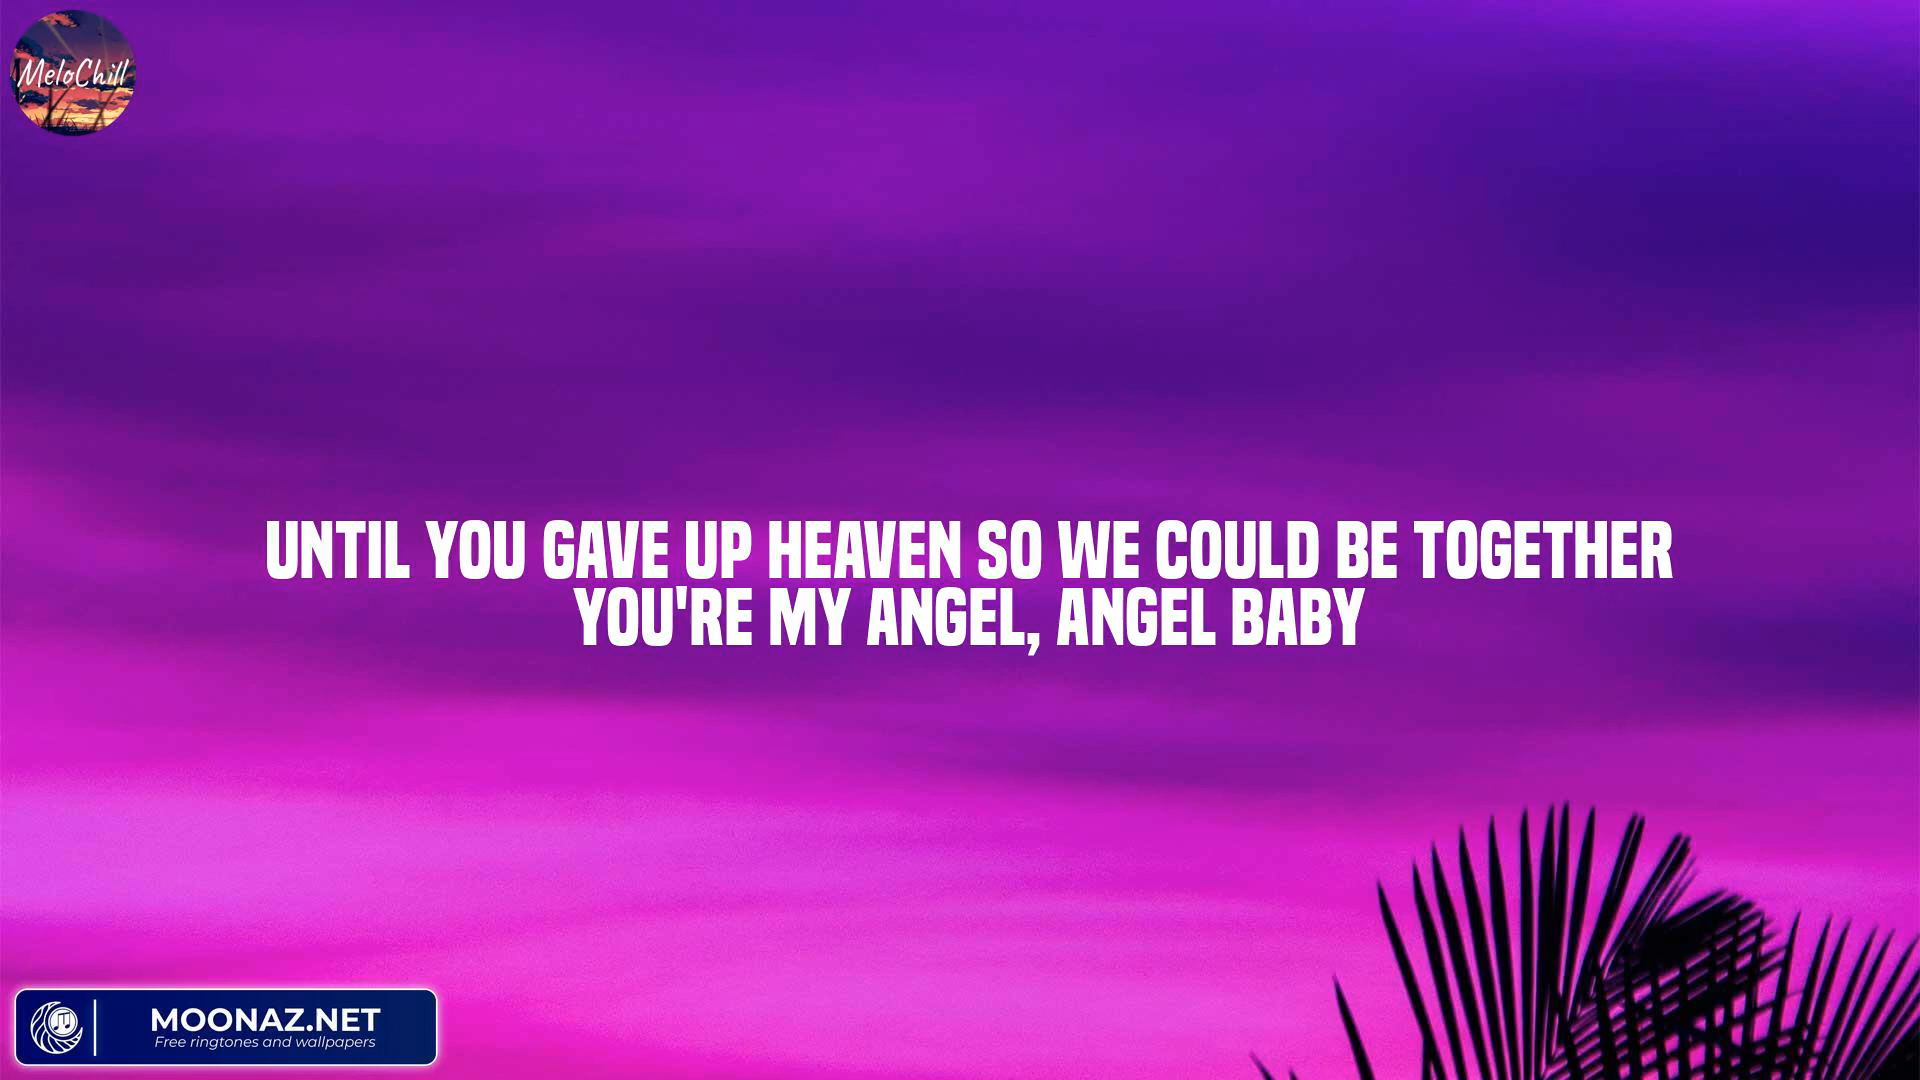 MeloChill
UNTIL YOU GAVE UP HEAVEN SO WE COULD BE TOGETHER
YOU'RE MY ANGEL, ANGEL BABY
MOONAZ.NET
Free ringtones and wallpapers